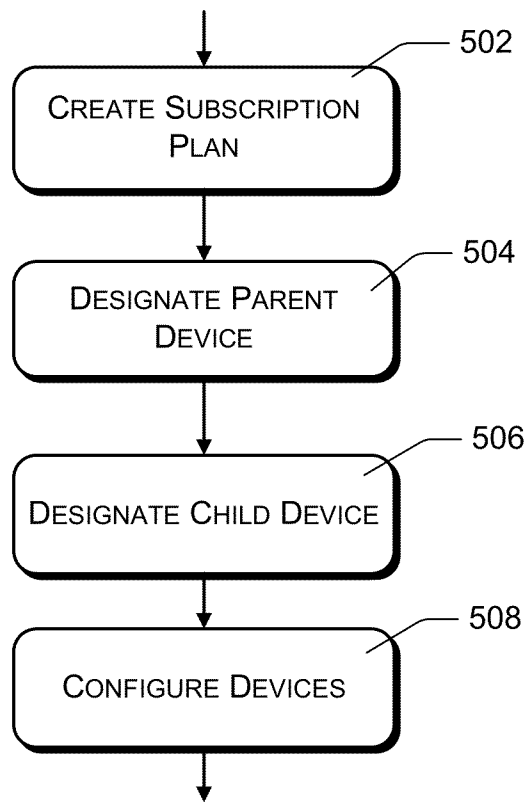 502
CREATE SUBSCRIPTION
PLAN
504
DESIGNATE PARENT
DEVICE
506
DESIGNATE CHILD DEVICE
508
CONFIGURE DEVICES